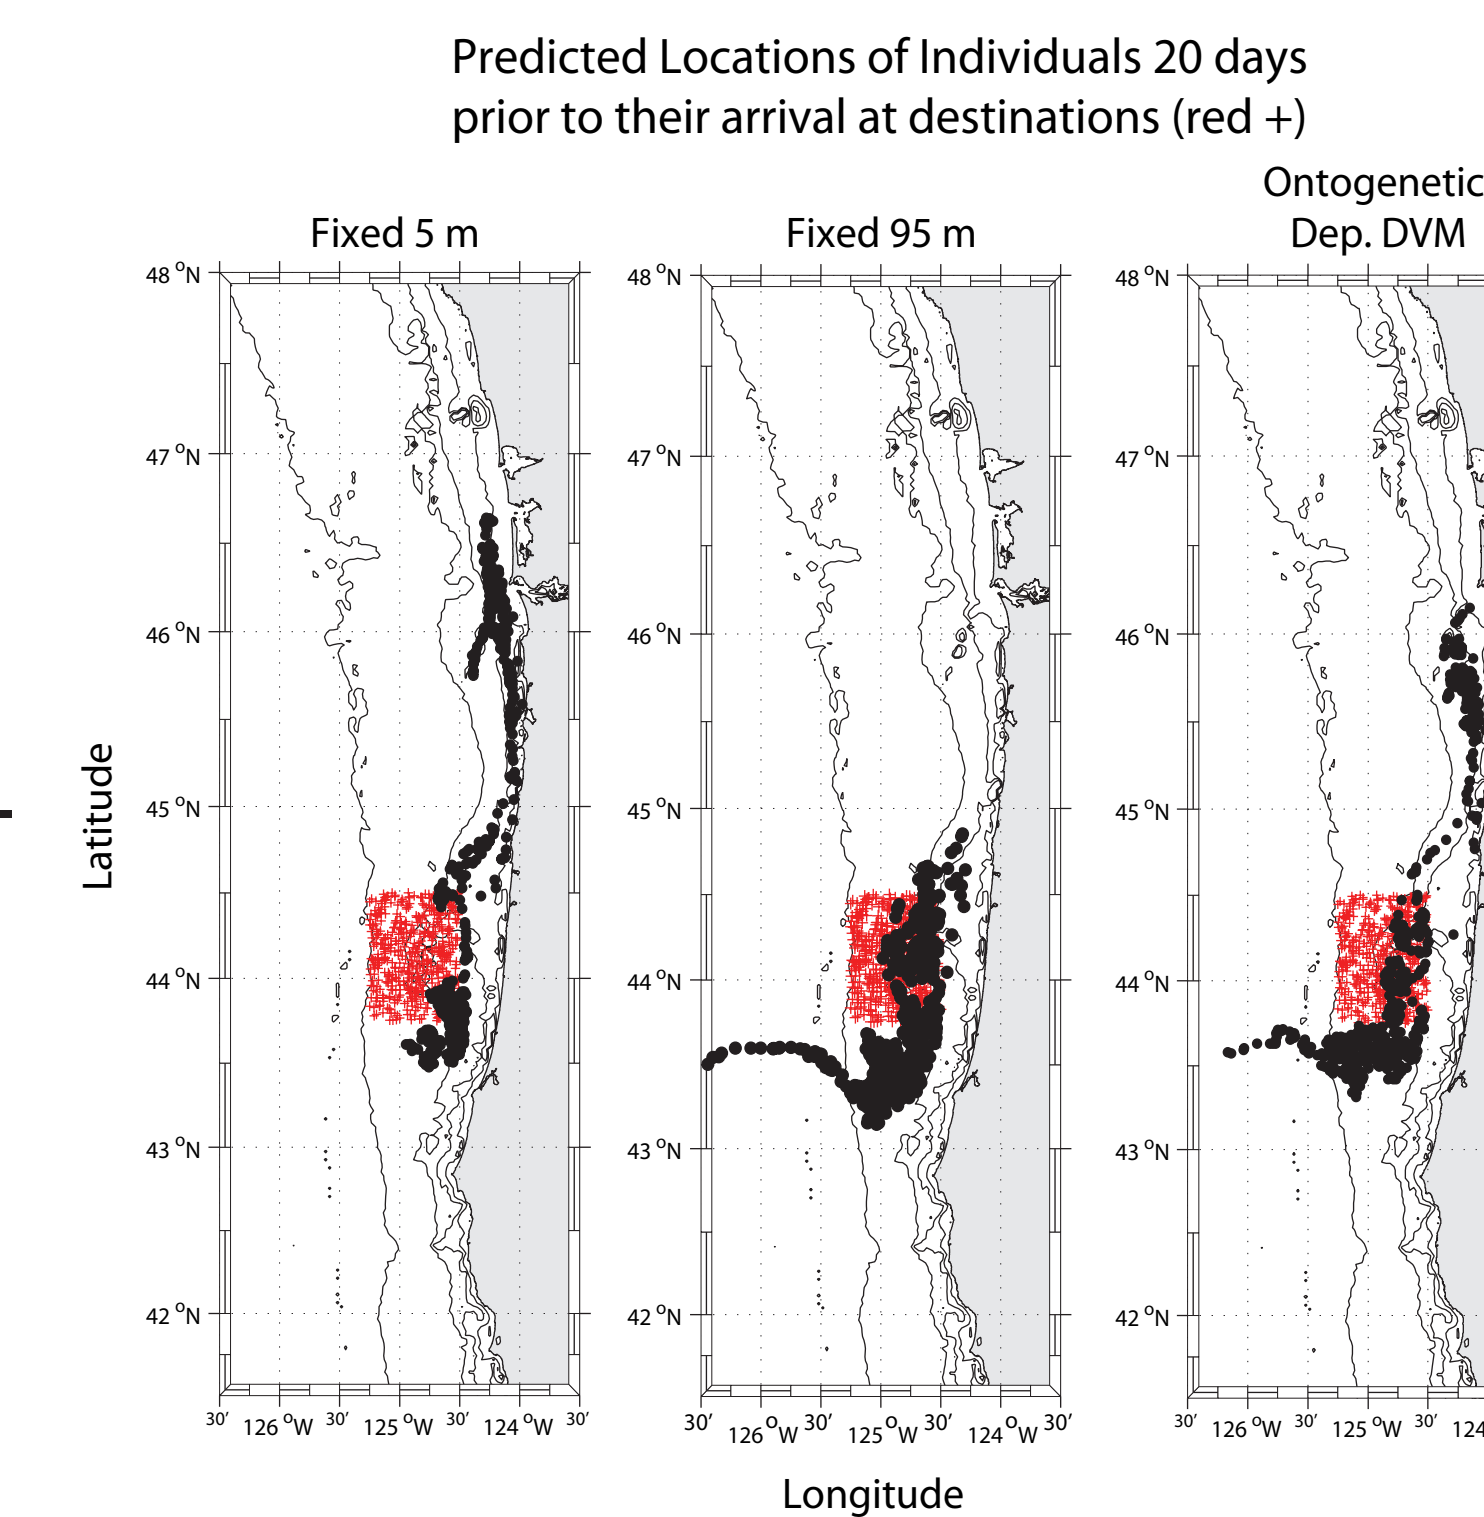 Predicted Locations of Individuals 20 days
prior to their arrival at destinations (red +)
Fixed 5 m
Fixed 95 m
Ontogenetic
Dep. DVM
48 °N
47 °N
46 °N
45 °N
44 °N
43 °N
42 °N
30′ 126 °W 30′ 125 °W 30′ 124 °W 30′
48 °N
47 °N
46 °N
45 °N
44 °N
43 °N
42 °N
30′ 126 °W 30′ 125 °W 30′ 124 °W 30′
48 °N
47 °N
46 °N
45 °N
44 °N
43 °N
42 °N
30′ 126 °W 30′ 125 °W 30′ 124
Latitude
Longitude